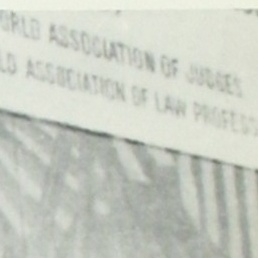 ORLD ASSOCIATION OF JUDGES
LD ASSOCIATION OF LAW PROFESS